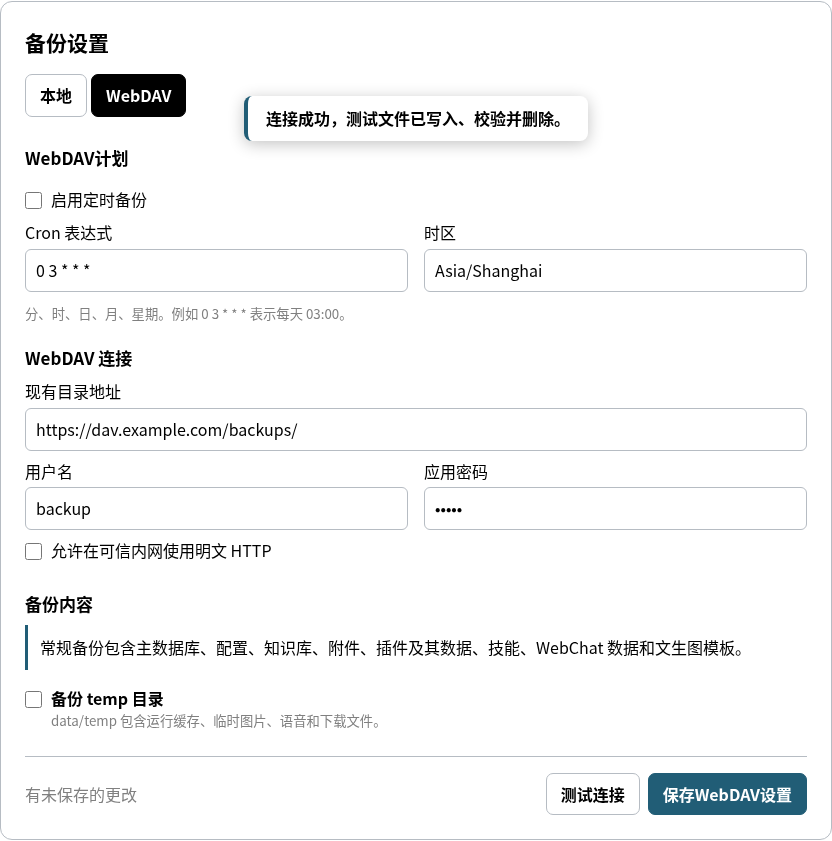 备份设置
本地
WebDAV
连接成功，测试文件已写入、校验并删除。
WebDAV计划
启用定时备份
Cron 表达式
时区
0 3 * * *
Asia/Shanghai
分、时、日、月、星期。例如 0 3 * * * 表示每天 03:00。
WebDAV 连接
现有目录地址
https://dav.example.com/backups/
用户名
应用密码
backup
•••••
允许在可信内网使用明文 HTTP
备份内容
常规备份包含主数据库、配置、知识库、附件、插件及其数据、技能、WebChat 数据和文生图模板。
备份 temp 目录
data/temp 包含运行缓存、临时图片、语音和下载文件。
有未保存的更改
测试连接
保存WebDAV设置